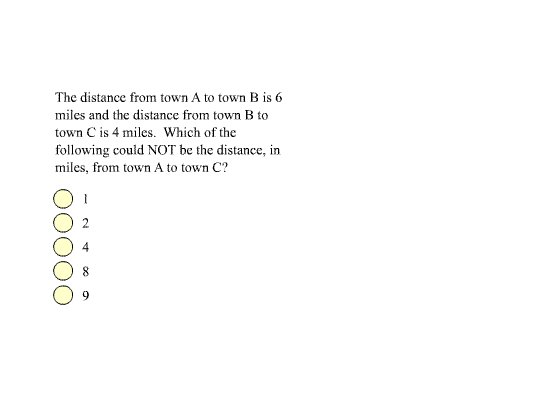 The distance from town A to town B is 6
miles and the distance from town B to
town C is 4 miles.  Which of the
following could NOT be the distance, in
miles, from town A to town C?
1
2
4
8
9